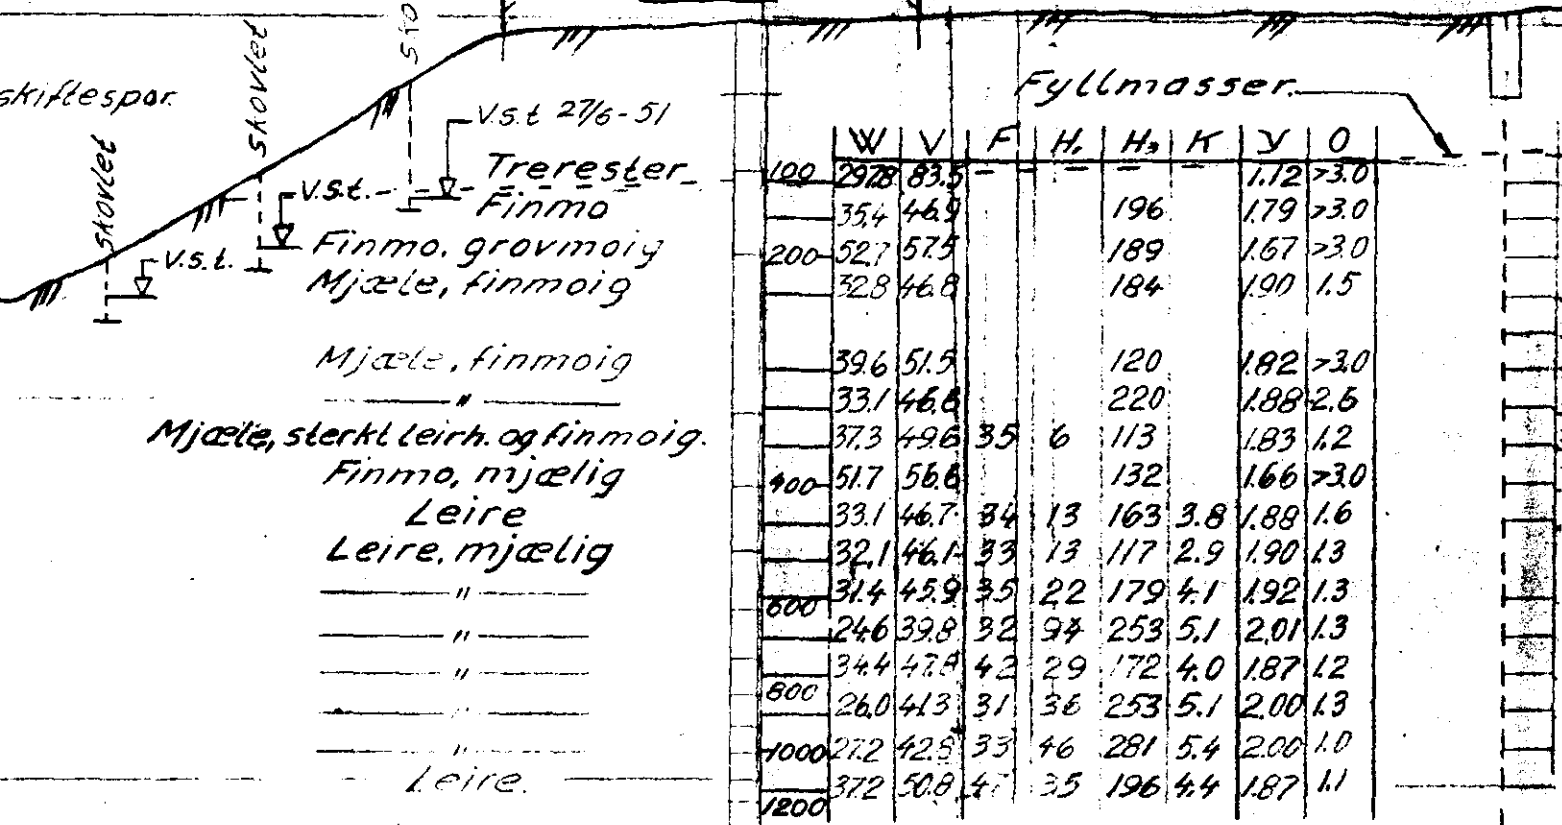 skiftespor.
skovlet
skovlet
sko
V.s.t 27/6-51
V.s.t.
V.s.t.
Fyllmasser.
W V F H₁ H₃ K γ O
Trerester 100 297.8 83.5 1.12 >3.0
Finmo 35.4 46.9 196 1.79 >3.0
Finmo, grovmoig 200 52.7 57.5 189 1.67 >3.0
Mjæle, finmoig 32.8 46.8 184 1.90 1.5
Mjæle, finmoig 39.6 51.5 120 1.82 >3.0
—— " —— 33.1 46.8 220 1.88 2.6
Mjæle, sterkt leirh. og finmoig. 37.3 49.6 35 6 113 1.83 1.2
Finmo, mjælig 400 51.7 56.6 132 1.66 >3.0
Leire 33.1 46.7 34 13 163 3.8 1.88 1.6
Leire, mjælig 32.1 46.1 33 13 117 2.9 1.90 1.3
—— " —— 600 31.4 45.9 35 22 179 4.1 1.92 1.3
—— " —— 24.6 39.8 32 94 253 5.1 2.01 1.3
—— " —— 34.4 47.8 42 29 172 4.0 1.87 1.2
—— " —— 800 26.0 41.3 31 36 253 5.1 2.00 1.3
—— " —— 1000 27.2 42.8 33 46 281 5.4 2.00 1.0
Leire. 37.2 50.8 47 35 196 4.4 1.87 1.1
1200